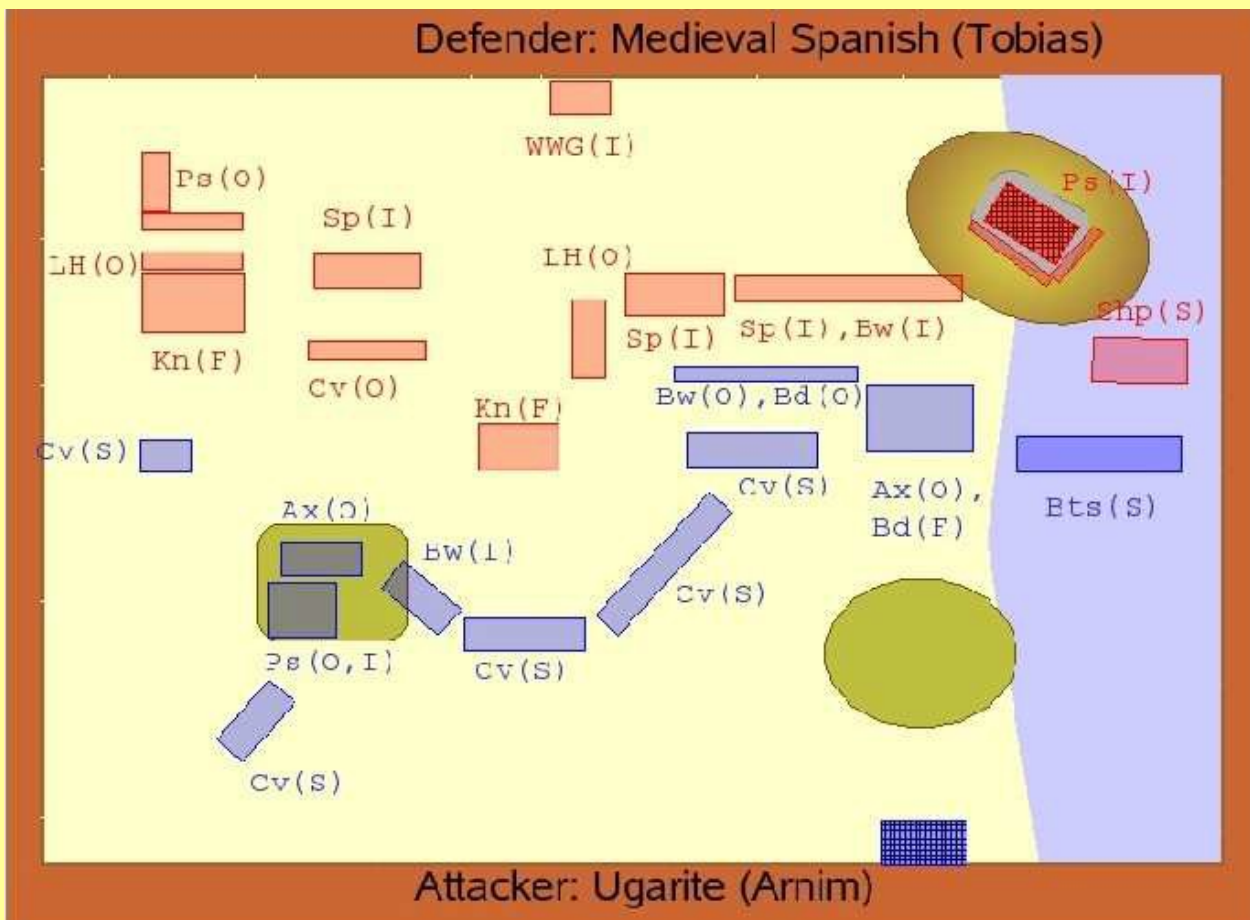 Defender: Medieval Spanish (Tobias)
WWG(I)
Ps(O)
Ps(I)
Sp(I)
LH(O)
LH(O)
Shp(S)
Sp(I)
Sp(I),Bw(I)
Kn(F)
Cv(O)
Bw(O),Bd(O)
Kn(F)
Cv(S)
Cv(S)
Ax(O),
Bd(F)
Bts(S)
Ax(O)
Bw(I)
Cv(S)
Ps(O,I)
Cv(S)
Cv(S)
Attacker: Ugarite (Arnim)